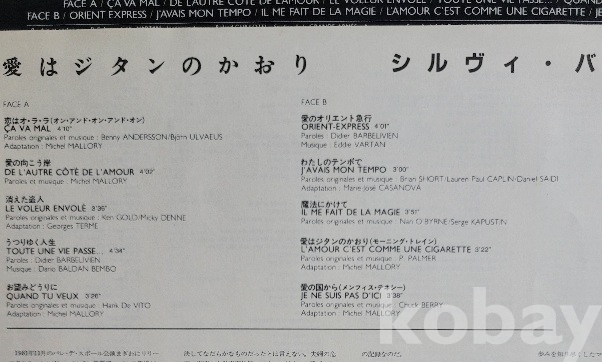 FACE A / ÇA VA MAL / DE L'AUTRE CÔTÉ DE L'AMOUR / LE VOLEUR ENVOLÉ / TOUTE UNE VIE PASSE... /
FACE B / ORIENT EXPRESS / J'AVAIS MON TEMPO / IL ME FAIT DE LA MAGIE / L'AMOUR C'EST COMME UNE CIGARETTE /
愛はジタンのかおり シルヴィ・バ
FACE A
恋はオ・ラ・ラ(オン・アンド・オン・アンド・オン)
ÇA VA MAL 4'10"
Paroles originales et musique : Benny ANDERSSON/Björn ULVAEUS
Adaptation : Michel MALLORY
愛の向こう岸
DE L'AUTRE CÔTÉ DE L'AMOUR 4'02"
Paroles et musique : Michel MALLORY
消えた盗人
LE VOLEUR ENVOLÉ 3'36"
Paroles originales et musique : Ken GOLD/Micky DENNE
Adaptation : Georges TERME
うつりゆく人生
TOUTE UNE VIE PASSE... 4'34"
Paroles : Didier BARBELIVIEN
Musique : Dario BALDAN BEMBO
お望みどうりに
QUAND TU VEUX 3'26"
Paroles originales et musique : Hank De VITO
Adaptation : Michel MALLORY
FACE B
愛のオリエント急行
ORIENT-EXPRESS 4'01"
Paroles : Didier BARBELIVIEN
Musique : Eddie VARTAN
わたしのテンポで
J'AVAIS MON TEMPO 3'00"
Paroles originales et musique : Brian SHORT/Lauren Paul CAPLIN/Daniel SAIDI
Adaptation : Marie José CASANOVA
魔法にかけて
IL ME FAIT DE LA MAGIE 3'51"
Paroles originales et musique : Nan O BYRNE/Serge KAPUSTIN
愛はジタンのかおり(モーニング・トレイン)
L'AMOUR C'EST COMME UNE CIGARETTE 3'22"
Paroles originales et musique : P. PALMER
Adaptation : Michel MALLORY
愛の国から(メンフィス・テネシー)
JE NE SUIS PAS D'ICI 3'38"
Paroles originales et musique : Chuck BERRY
Adaptation : Michel MALLORY
kobay